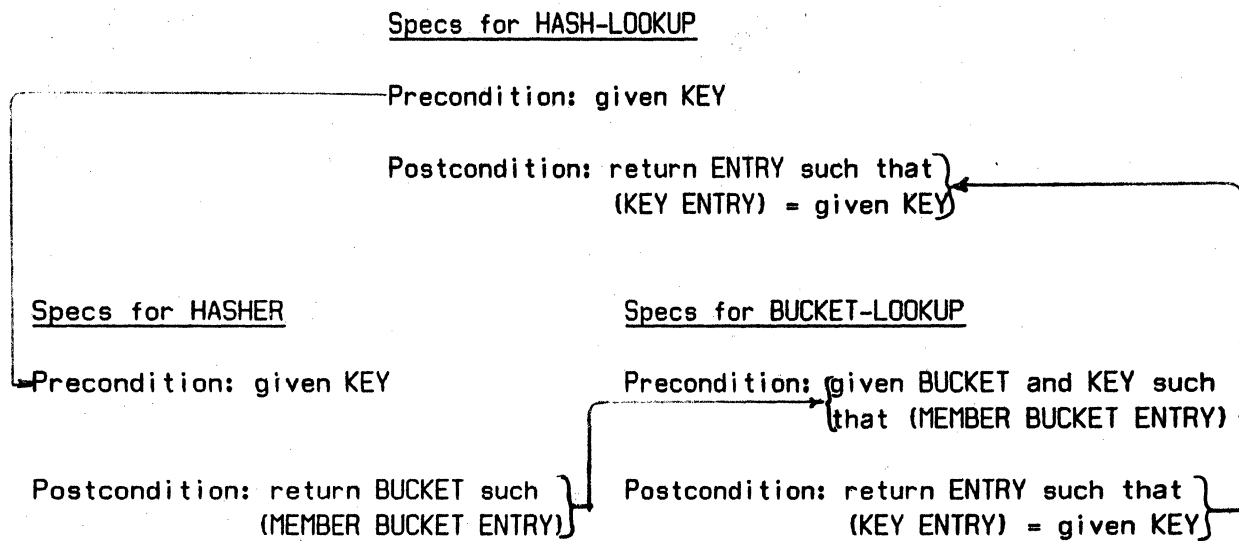 Specs for HASH-LOOKUP
Precondition: given KEY
Postcondition: return ENTRY such that
(KEY ENTRY) = given KEY
Specs for HASHER
Precondition: given KEY
Postcondition: return BUCKET such
(MEMBER BUCKET ENTRY)
Specs for BUCKET-LOOKUP
Precondition: given BUCKET and KEY such
that (MEMBER BUCKET ENTRY)
Postcondition: return ENTRY such that
(KEY ENTRY) = given KEY